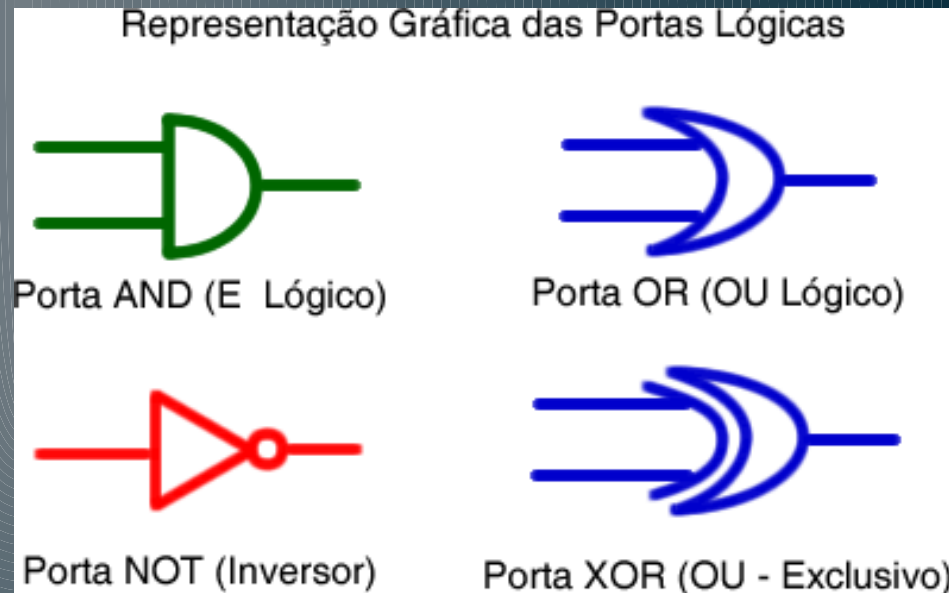 Representação Gráfica das Portas Lógicas
Porta AND (E Lógico)
Porta OR (OU Lógico)
Porta NOT (Inversor)
Porta XOR (OU - Exclusivo)